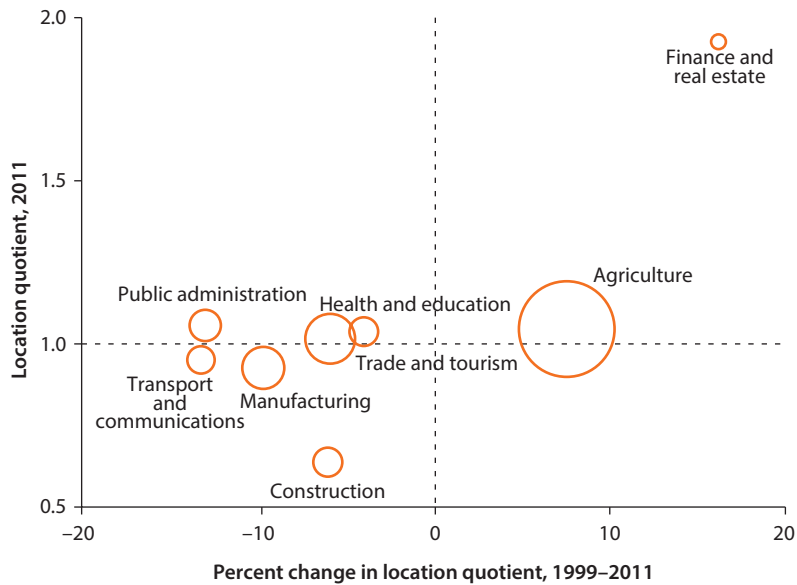 2.0
Finance and
real estate
Location quotient, 2011
1.5
Agriculture
Public administration
Health and education
1.0
Trade and tourism
Transport
and
communications
Manufacturing
Construction
0.5
–20
–10
0
10
20
Percent change in location quotient, 1999–2011